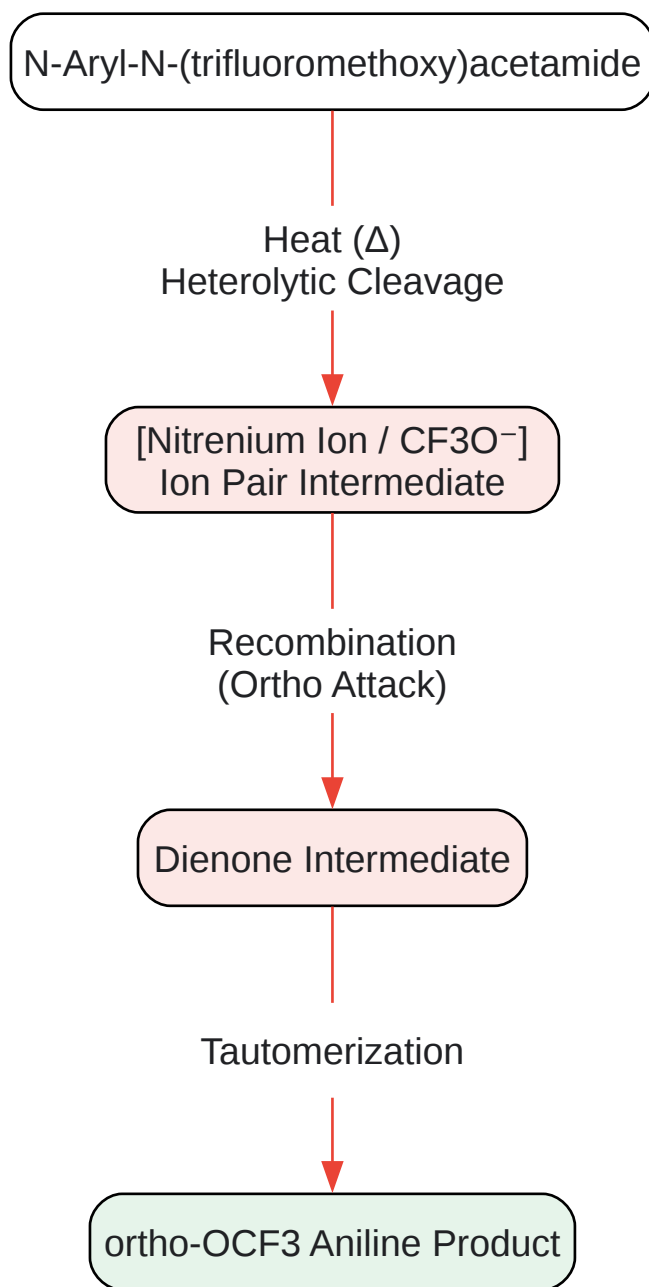 N-Aryl-N-(trifluoromethoxy)acetamide
Heat (Δ)
Heterolytic Cleavage
[Nitrenium Ion / CF3O⁻]
Ion Pair Intermediate
Recombination
(Ortho Attack)
Dienone Intermediate
Tautomerization
ortho-OCF3 Aniline Product